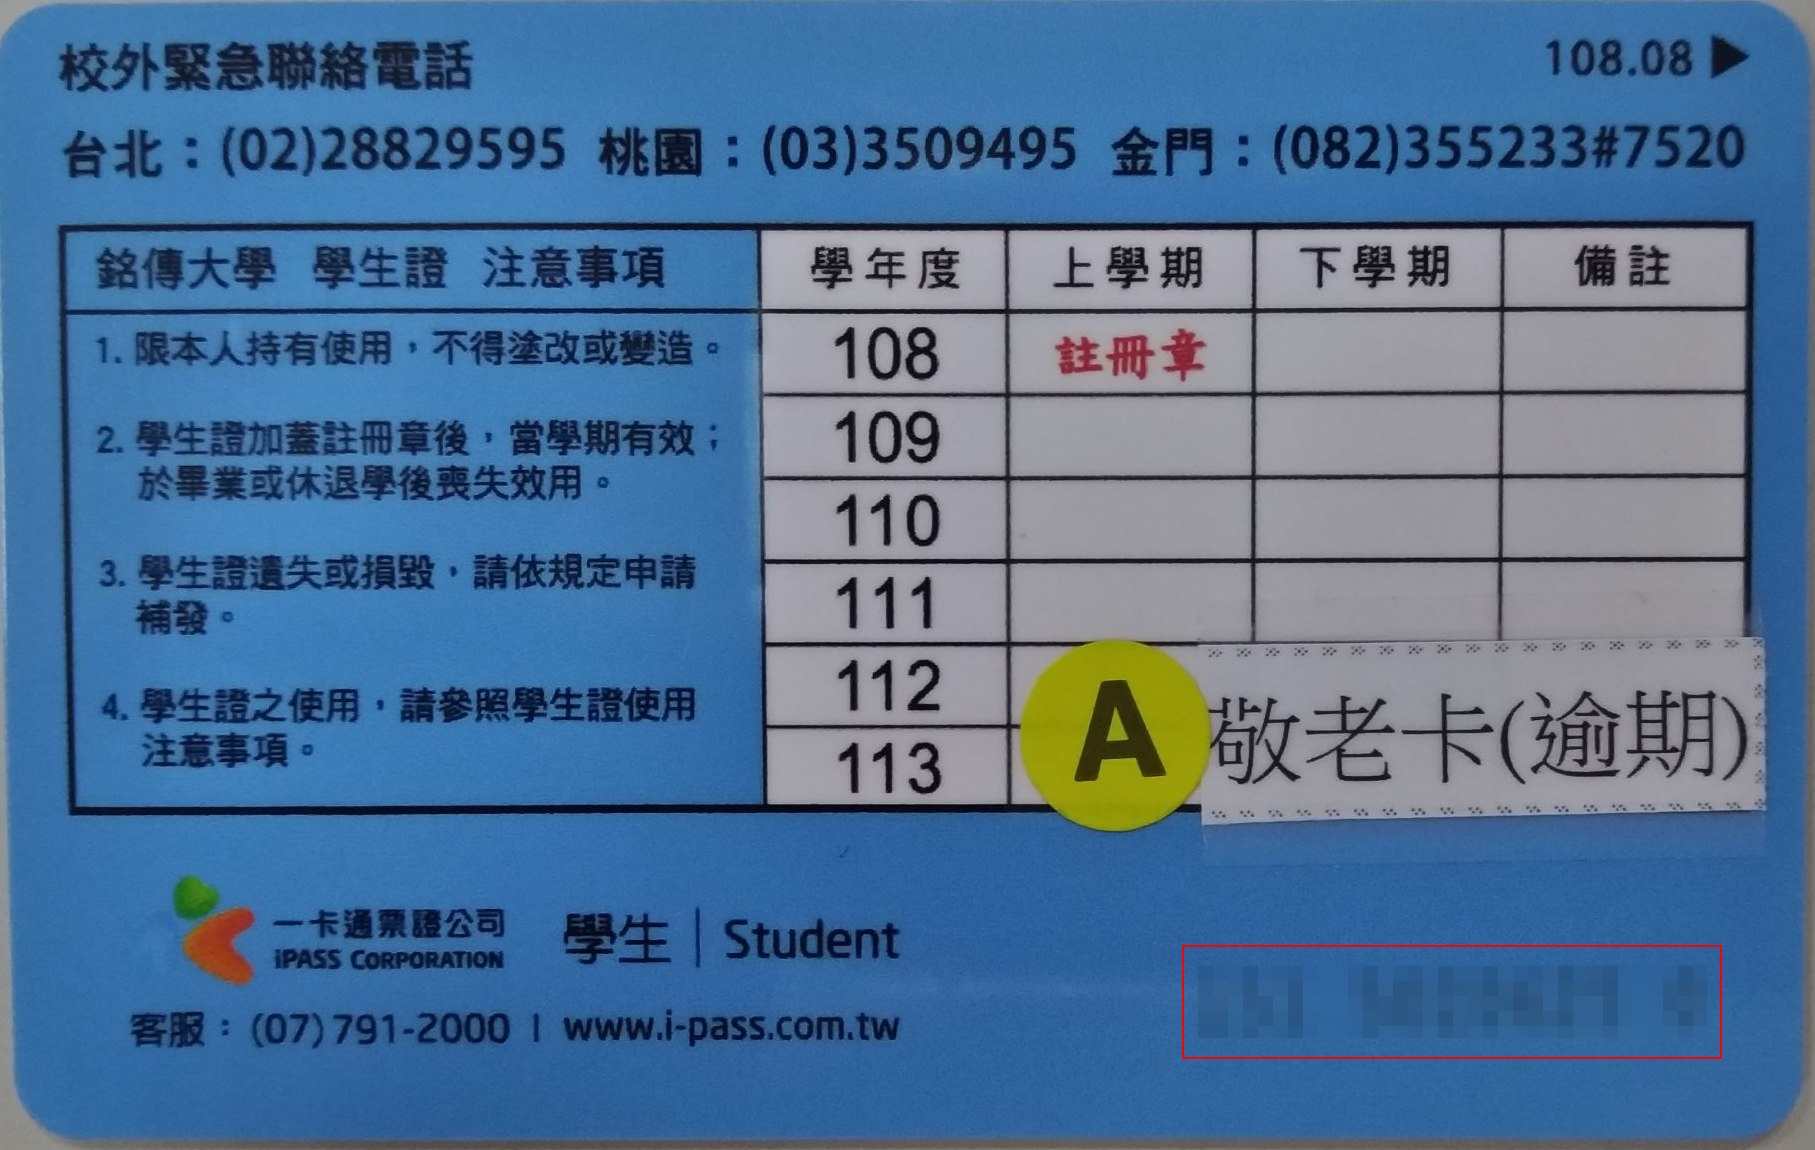 校外緊急聯絡電話
108.08 ▶
台北：(02)28829595 桃園：(03)3509495 金門：(082)355233#7520
銘傳大學 學生證 注意事項
學年度 上學期 下學期 備註
1. 限本人持有使用，不得塗改或變造。
2. 學生證加蓋註冊章後，當學期有效；
於畢業或休退學後喪失效用。
3. 學生證遺失或損毀，請依規定申請
補發。
4. 學生證之使用，請參照學生證使用
注意事項。
108 註冊章
109
110
111
112
113
A
敬老卡(逾期)
一卡通票證公司
iPASS CORPORATION
學生 | Student
客服：(07)791-2000 | www.i-pass.com.tw